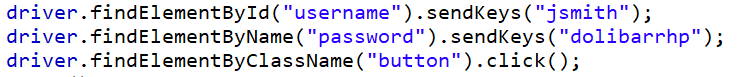 driver.findElementById("username").sendKeys("jsmith");
driver.findElementByName("password").sendKeys("dolibarrhp");
driver.findElementByClassName("button").click();